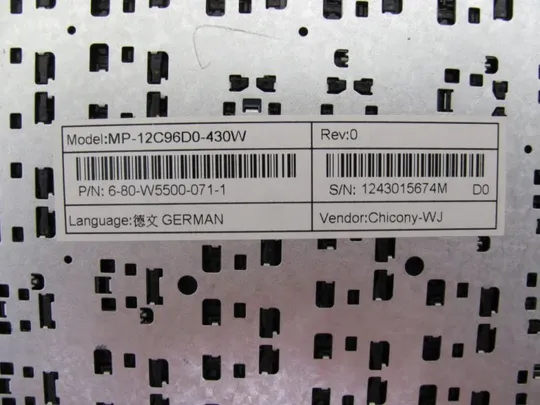 Model:MP-12C96D0-430W
Rev:0
P/N: 6-80-W5500-071-1
S/N: 1243015674M D0
Language:德文 GERMAN
Vendor:Chicony-WJ